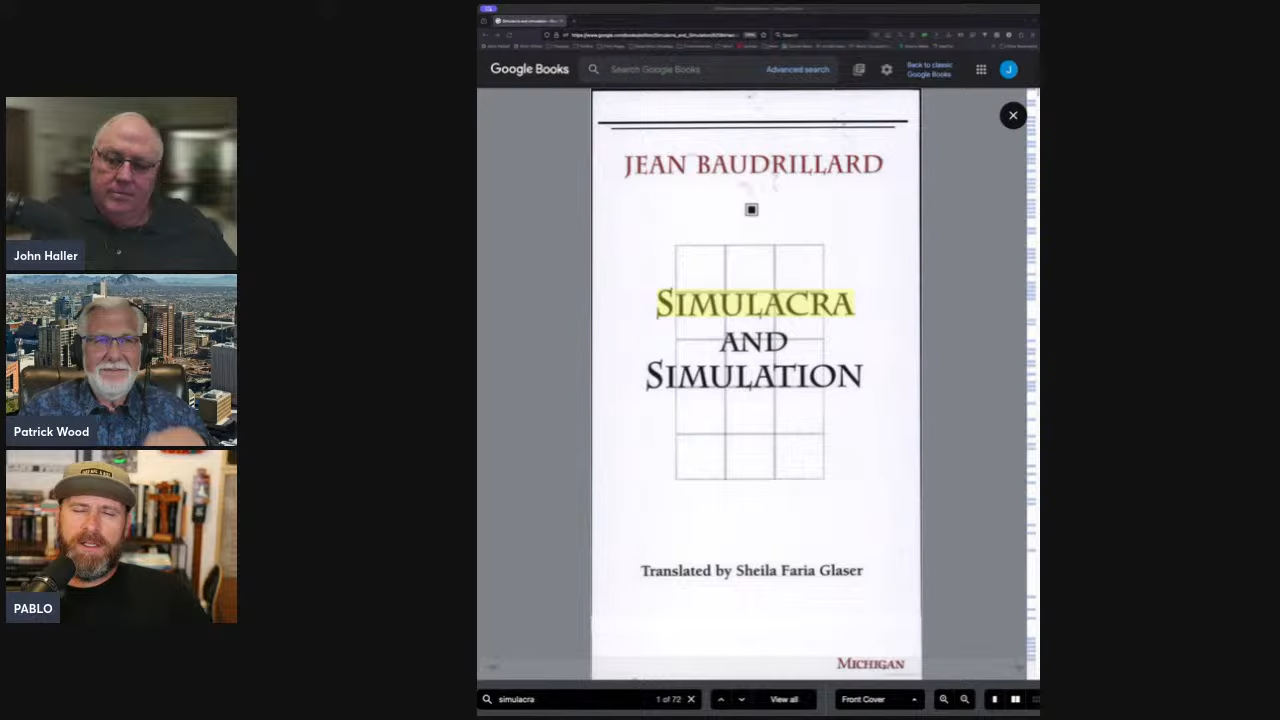 Google Books
Search Google Books
Advanced search
Back to classic
Google Books
J
JEAN BAUDRILLARD
SIMULACRA
AND
SIMULATION
Translated by Sheila Faria Glaser
MICHIGAN
simulacra
1 of 72
View all
Front Cover
John Haller
Patrick Wood
PABLO